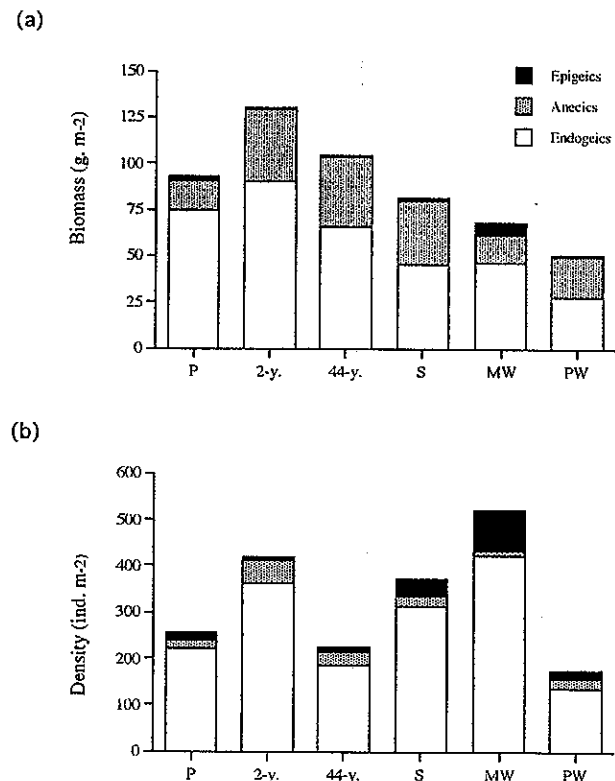 (a)
150
125
100
75
50
25
0
Biomass (g. m-2)
Epigeics
Anecics
Endogeics
P 2-y. 44-y. S MW PW
(b)
600
500
400
300
200
100
0
Density (ind. m-2)
P 2-y. 44-y. S MW PW